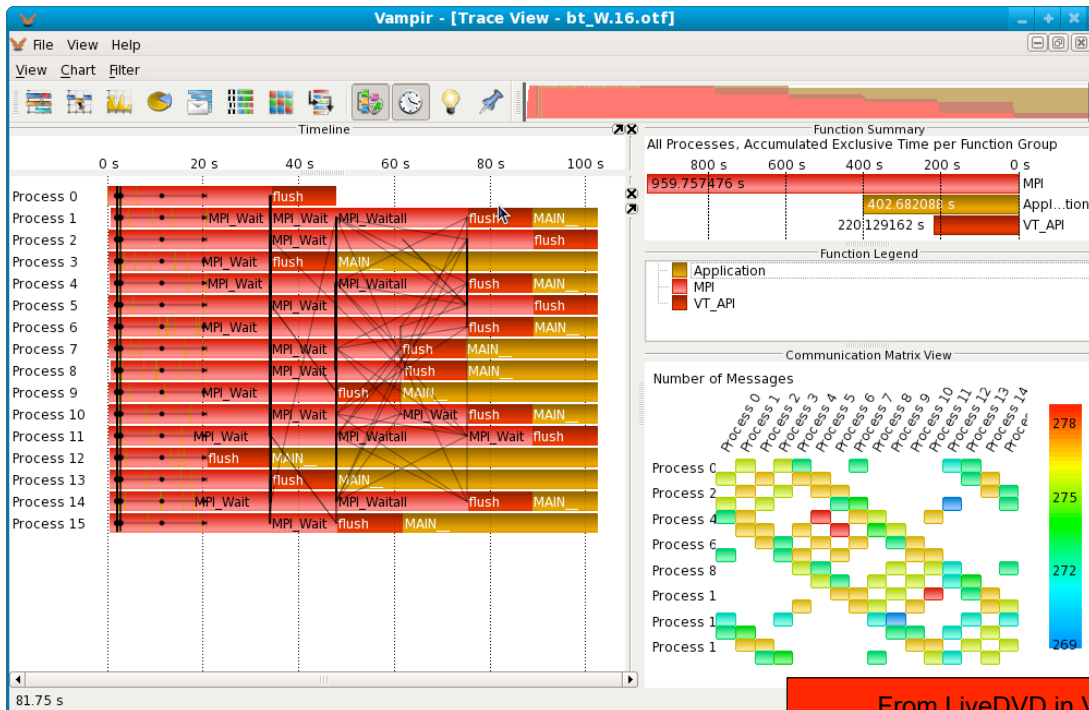 Vampir - [Trace View - bt_W.16.otf]
File View Help
View Chart Filter
Timeline
0 s 20 s 40 s 60 s 80 s 100 s
Process 0 flush
Process 1 MPI_Wait MPI_Wait MPI_Waitall flush MAIN__
Process 2 MPI_Wait flush
Process 3 MPI_Wait flush MAIN__
Process 4 MPI_Wait MPI_Waitall flush MAIN__
Process 5 MPI_Wait flush
Process 6 MPI_Wait flush MAIN__
Process 7 MPI_Wait flush MAIN__
Process 8 MPI_Wait flush MAIN__
Process 9 flush MAIN__
Process 10 MPI_Wait MPI_Wait flush MAIN__
Process 11 MPI_Wait MPI_Waitall MPI_Wait flush
Process 12 flush MAIN__
Process 13 flush MAIN__
Process 14 MPI_Wait MPI_Waitall flush MAIN__
Process 15 MPI_Wait flush MAIN__
81.75 s
Function Summary
All Processes, Accumulated Exclusive Time per Function Group
800 s 600 s 400 s 200 s 0 s
959.757476 s MPI
402.682088 s Appl...tion
220.129162 s VT_API
Function Legend
Application
MPI
VT_API
Communication Matrix View
Number of Messages
Process 0 Process 1 Process 2 Process 3 Process 4 Process 5 Process 6 Process 7 Process 8 Process 9 Process 10 Process 11 Process 12 Process 13 Process 14
Process 0
Process 2
Process 4
Process 6
Process 8
Process 1
Process 1
Process 1
278
275
272
269
From LiveDVD in